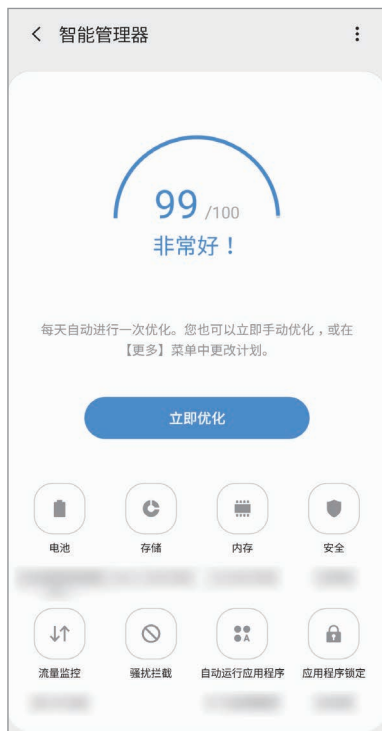 智能管理器
99 /100
非常好！
每天自动进行一次优化。您也可以立即手动优化，或在
【更多】菜单中更改计划。
立即优化
电池 存储 内存 安全
流量监控 骚扰拦截 自动运行应用程序 应用程序锁定